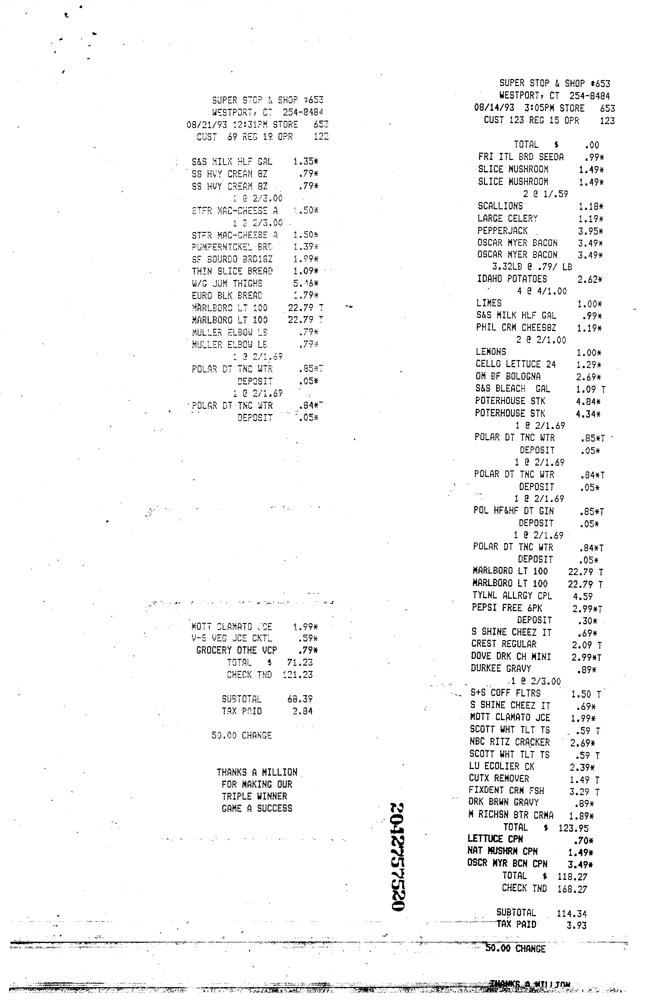 SUPER STOP & SHOP #653
WESTPORT, CT 254-8484
08/21/93 12:31PM STORE 653
CUST 69 REG 19 OPR 122
S&S MILK HLF GAL 1.35*
SS HVY CREAM 8Z .79*
SS HVY CREAM 8Z .79*
1 @ 2/3.00
STFR MAC-CHEESE A 1.50*
1 @ 2/3.00
STFR MAC-CHEESE A 1.50*
PUMPERNICKEL BRD 1.39*
SF SOURDO BRD16Z 1.99*
THIN SLICE BREAD 1.09*
W/G JUM THIGHS 5.46*
EURO BLK BREAD 1.79*
MARLBORO LT 100 22.79 T
MARLBORO LT 100 22.79 T
MULLER ELBOW LS .79*
MULLER ELBOW LS .79*
1 @ 2/1.69
POLAR DT TNC WTR .85*T
DEPOSIT .05*
1 @ 2/1.69
POLAR DT TNC WTR .84*T
DEPOSIT .05*
MOTT CLAMATO JCE 1.99*
V-8 VEG JCE CKTL .59*
GROCERY OTHE VCP .79*
TOTAL $ 71.23
CHECK TND 121.23
SUBTOTAL 68.39
TAX PAID 2.84
50.00 CHANGE
THANKS A MILLION
FOR MAKING OUR
TRIPLE WINNER
GAME A SUCCESS
SUPER STOP & SHOP #653
WESTPORT, CT 254-8484
08/14/93 3:05PM STORE 653
CUST 123 REG 15 OPR 123
TOTAL $ .00
FRI ITL BRD SEEDA .99*
SLICE MUSHROOM 1.49*
SLICE MUSHROOM 1.49*
2 @ 1/.59
SCALLIONS 1.18*
LARGE CELERY 1.19*
PEPPERJACK 3.95*
OSCAR MYER BACON 3.49*
OSCAR MYER BACON 3.49*
3.32LB @ .79/ LB
IDAHO POTATOES 2.62*
4 @ 4/1.00
LIMES 1.00*
S&S MILK HLF GAL .99*
PHIL CRM CHEES8Z 1.19*
2 @ 2/1.00
LEMONS 1.00*
CELLO LETTUCE 24 1.29*
OM BF BOLOGNA 2.69*
S&S BLEACH GAL 1.09 T
POTERHOUSE STK 4.84*
POTERHOUSE STK 4.34*
1 @ 2/1.69
POLAR DT TNC WTR .85*T
DEPOSIT .05*
1 @ 2/1.69
POLAR DT TNC WTR .84*T
DEPOSIT .05*
1 @ 2/1.69
POL HF&HF DT GIN .85*T
DEPOSIT .05*
1 @ 2/1.69
POLAR DT TNC WTR .84*T
DEPOSIT .05*
MARLBORO LT 100 22.79 T
MARLBORO LT 100 22.79 T
TYLNL ALLRGY CPL 4.59
PEPSI FREE 6PK 2.99*T
DEPOSIT .30*
S SHINE CHEEZ IT .69*
CREST REGULAR 2.09 T
DOVE DRK CH MINI 2.99*T
DURKEE GRAVY .89*
1 @ 2/3.00
S+S COFF FLTRS 1.50 T
S SHINE CHEEZ IT .69*
MOTT CLAMATO JCE 1.99*
SCOTT WHT TLT TS .59 T
NBC RITZ CRACKER 2.69*
SCOTT WHT TLT TS .59 T
LU ECOLIER CK 2.39*
CUTX REMOVER 1.49 T
FIXDENT CRM FSH 3.29 T
DRK BRWN GRAVY .89*
M RICHSN BTR CRMA 1.89*
TOTAL $ 123.95
LETTUCE CPN .70*
NAT MUSHRM CPN 1.49*
OSCR MYR BCN CPN 3.49*
TOTAL $ 118.27
CHECK TND 168.27
SUBTOTAL 114.34
TAX PAID 3.93
50.00 CHANGE
THANKS A MILLION
2042757520